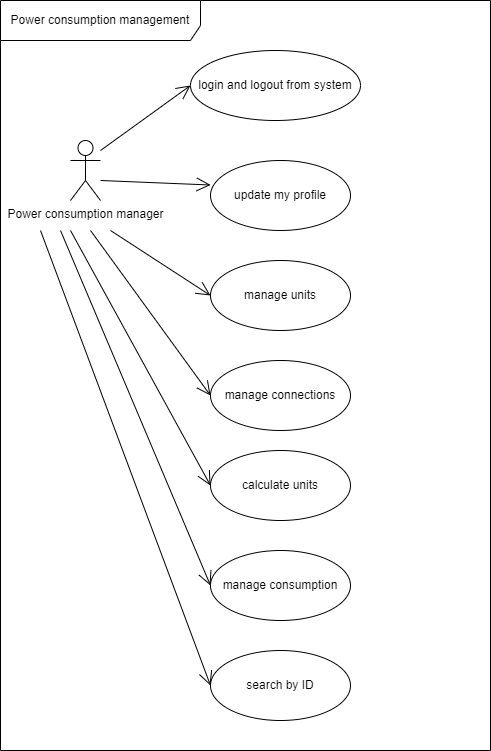 Power consumption management
login and logout from system
update my profile
Power consumption manager
manage units
manage connections
calculate units
manage consumption
search by ID